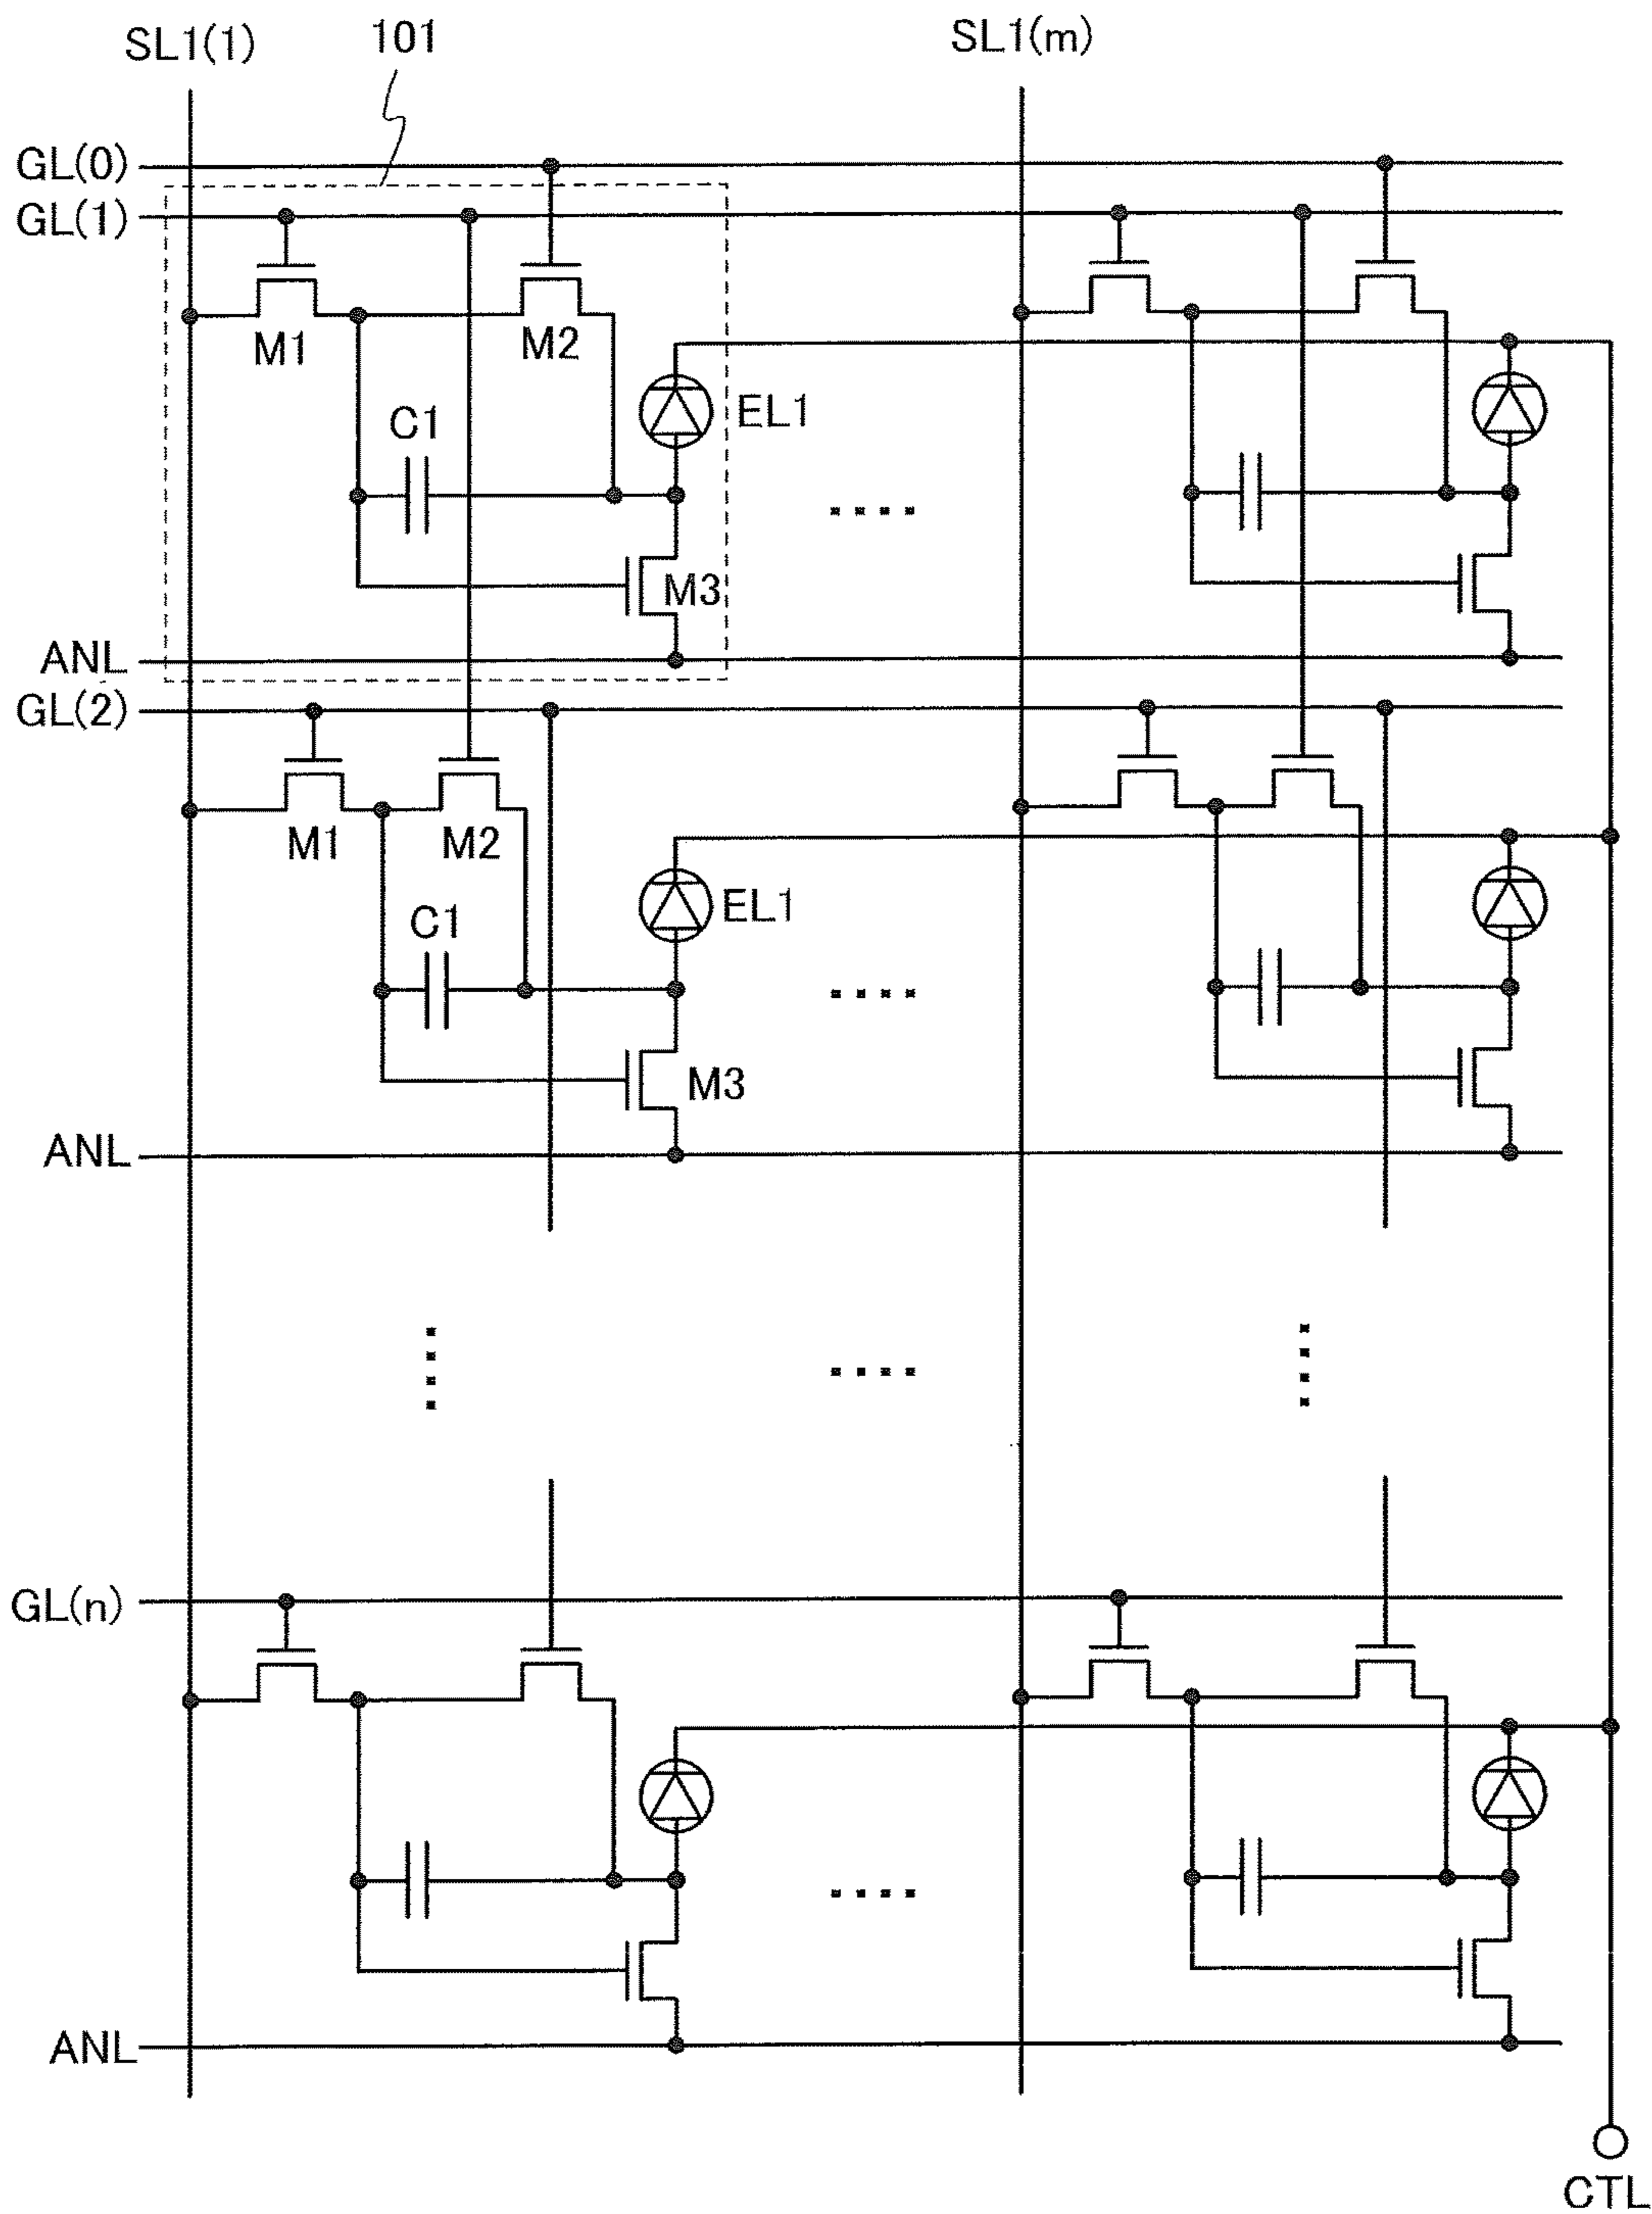 SL1(1)
101
SL1(m)
GL(0)
GL(1)
M1
M2
C1
EL1
M3
ANL
GL(2)
M1
M2
C1
EL1
M3
ANL
GL(n)
ANL
CTL